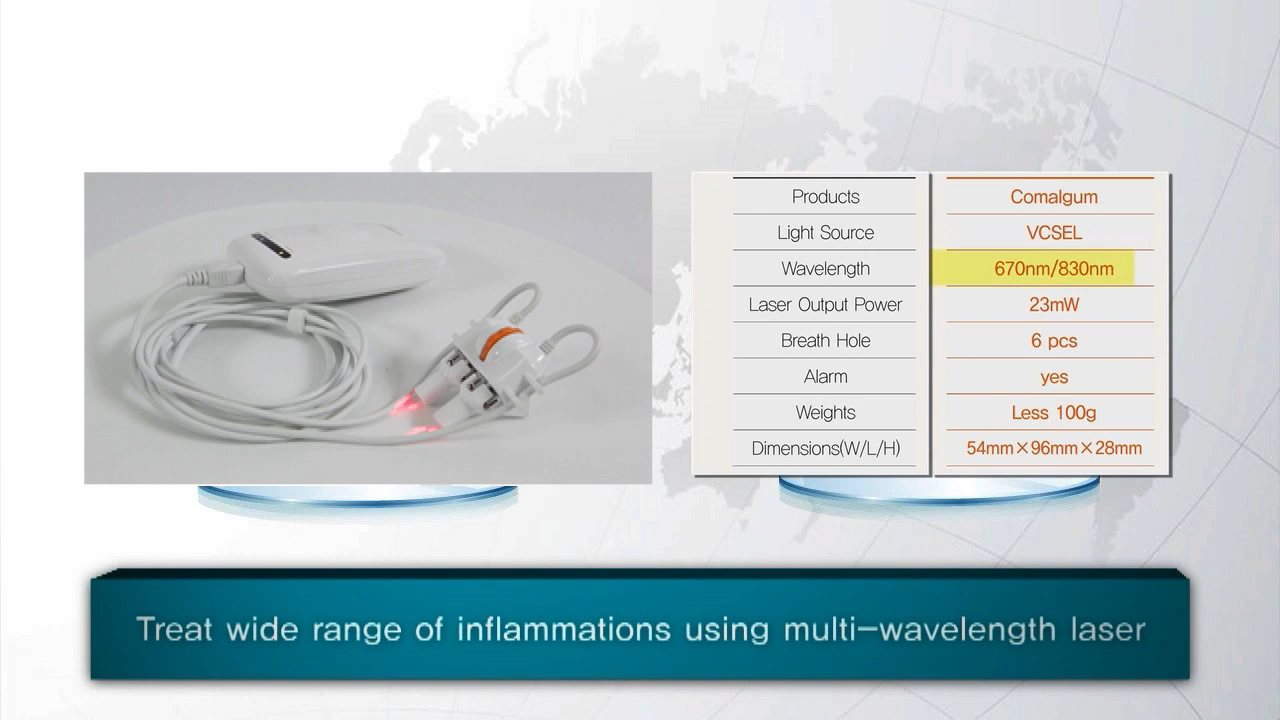 Products Comalgum
Light Source VCSEL
Wavelength 670nm/830nm
Laser Output Power 23mW
Breath Hole 6 pcs
Alarm yes
Weights Less 100g
Dimensions(W/L/H) 54mm×96mm×28mm
Treat wide range of inflammations using multi-wavelength laser